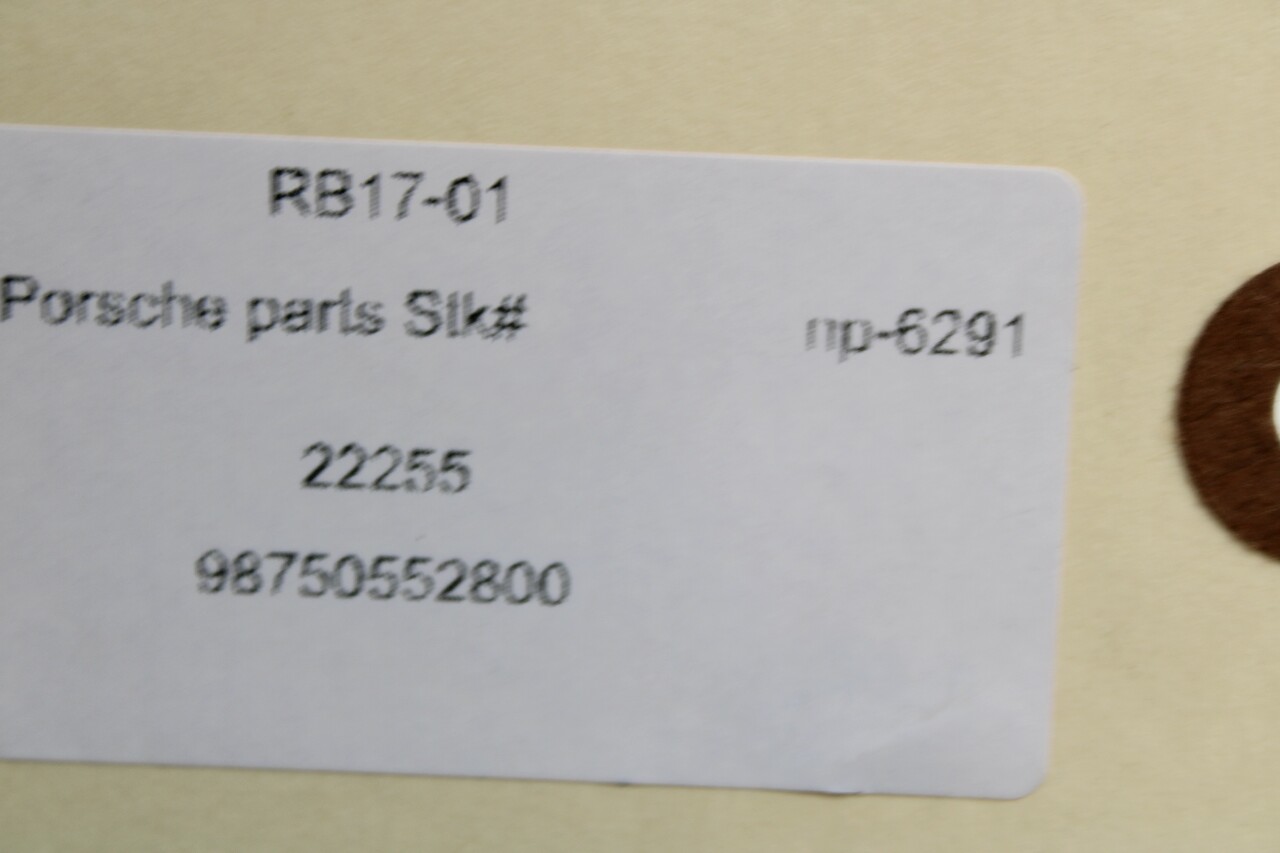 RB17-01
Porsche parts Stk# np-6291
22255
98750552800